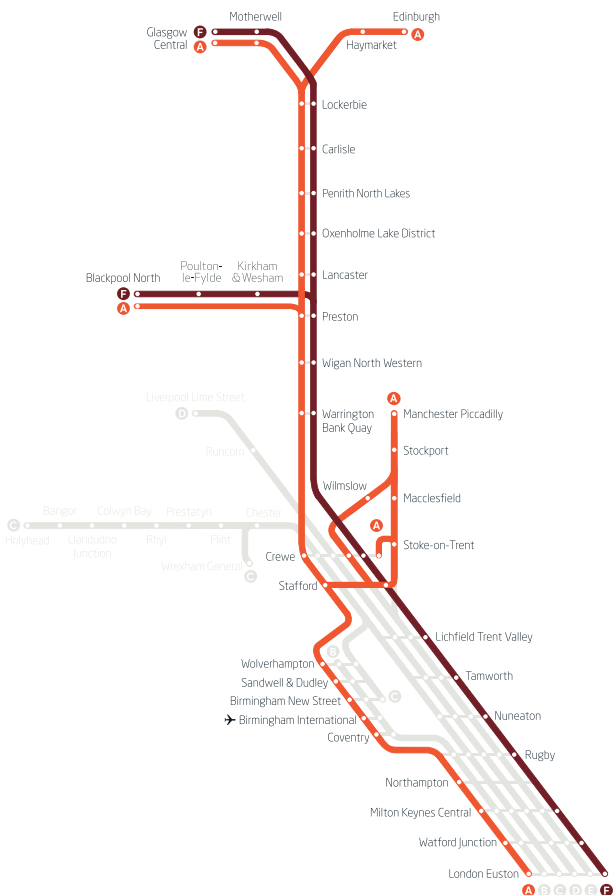 Motherwell
Edinburgh
Glasgow
Central
F
A
Haymarket
A
Lockerbie
Carlisle
Penrith North Lakes
Oxenholme Lake District
Poulton-
le-Fylde
Kirkham
& Wesham
Blackpool North
Lancaster
F
A
Preston
Wigan North Western
Liverpool Lime Street
D
A
Manchester Piccadilly
Warrington
Bank Quay
Runcorn
Stockport
Wilmslow
Macclesfield
Bangor
Colwyn Bay
Prestatyn
Chester
C
A
Holyhead
Llandudno
Junction
Rhyl
Flint
Stoke-on-Trent
Crewe
Wrexham General
C
Stafford
Lichfield Trent Valley
B
Wolverhampton
Tamworth
Sandwell & Dudley
C
Birmingham New Street
Nuneaton
Birmingham International
Coventry
Rugby
Northampton
Milton Keynes Central
Watford Junction
London Euston
A B C D E F